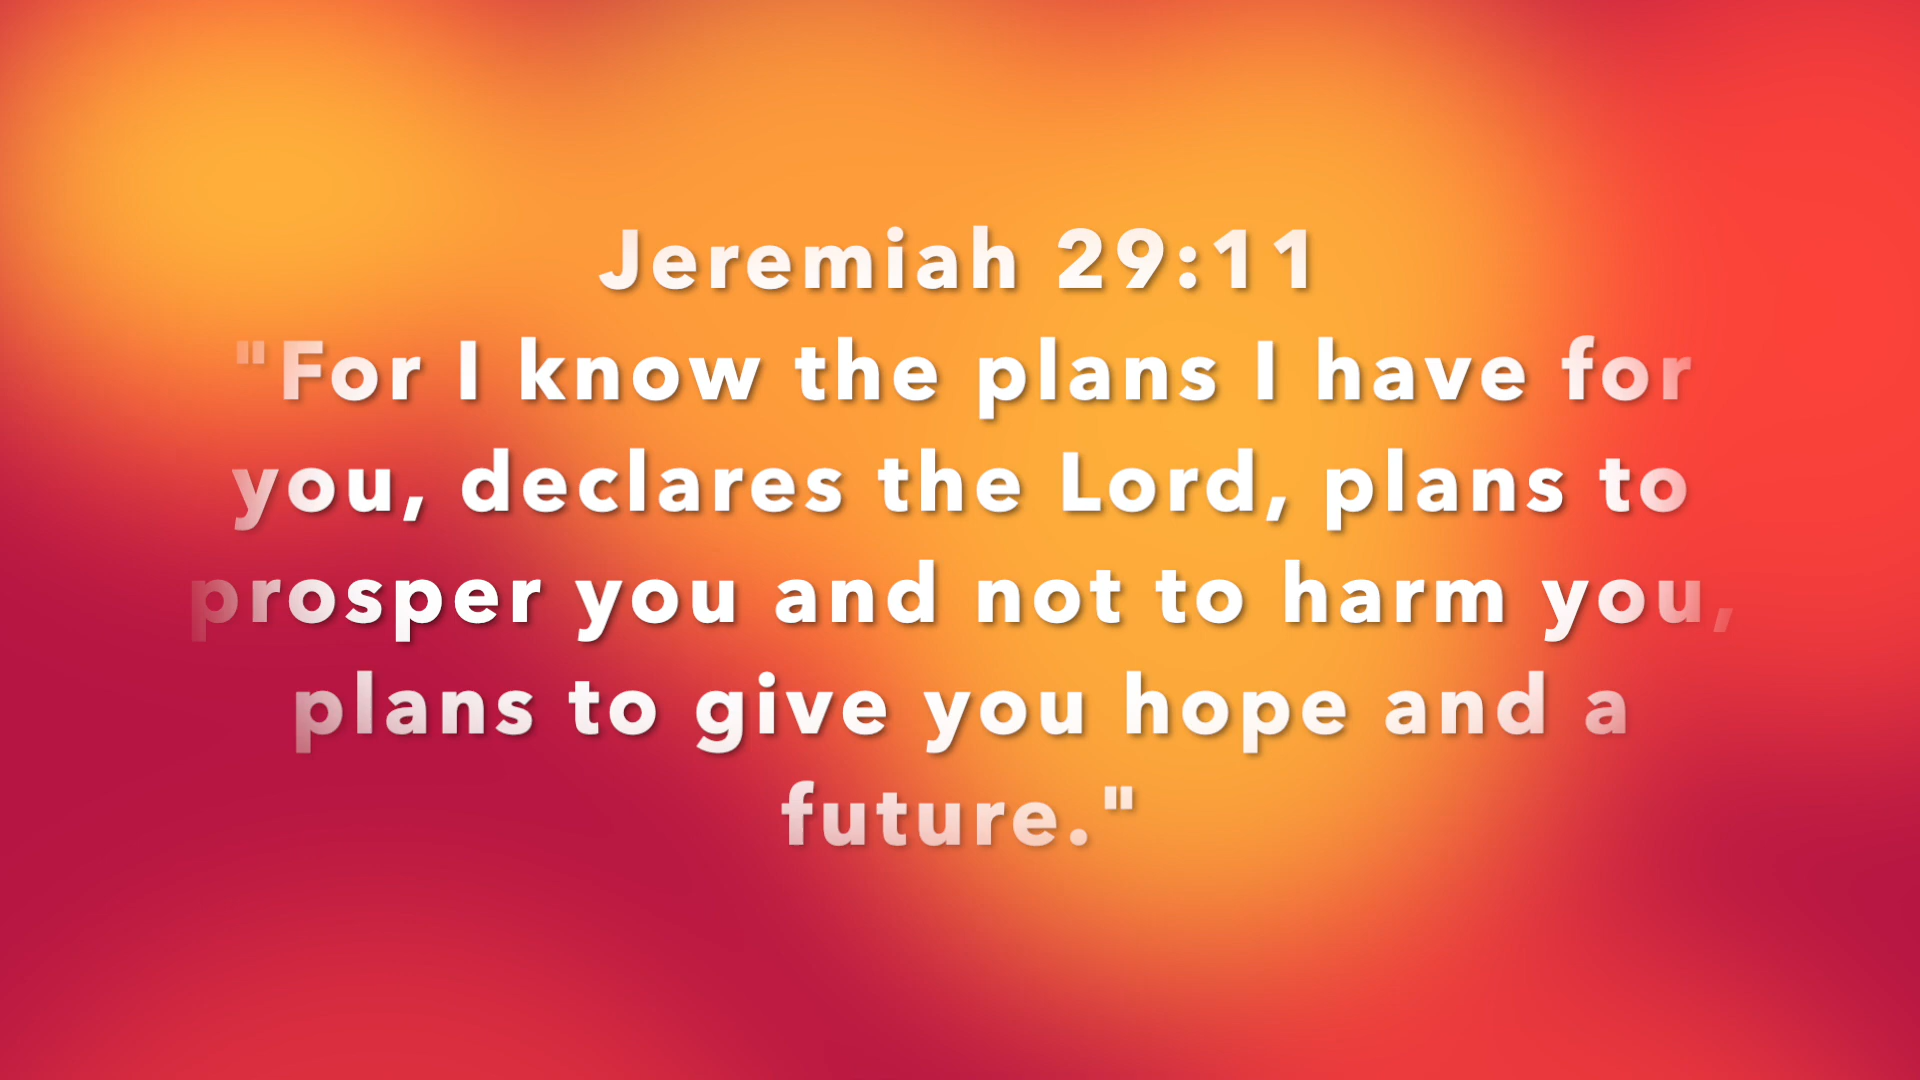 Jeremiah 29:11
"For I know the plans I have for
you, declares the Lord, plans to
prosper you and not to harm you,
plans to give you hope and a
future."